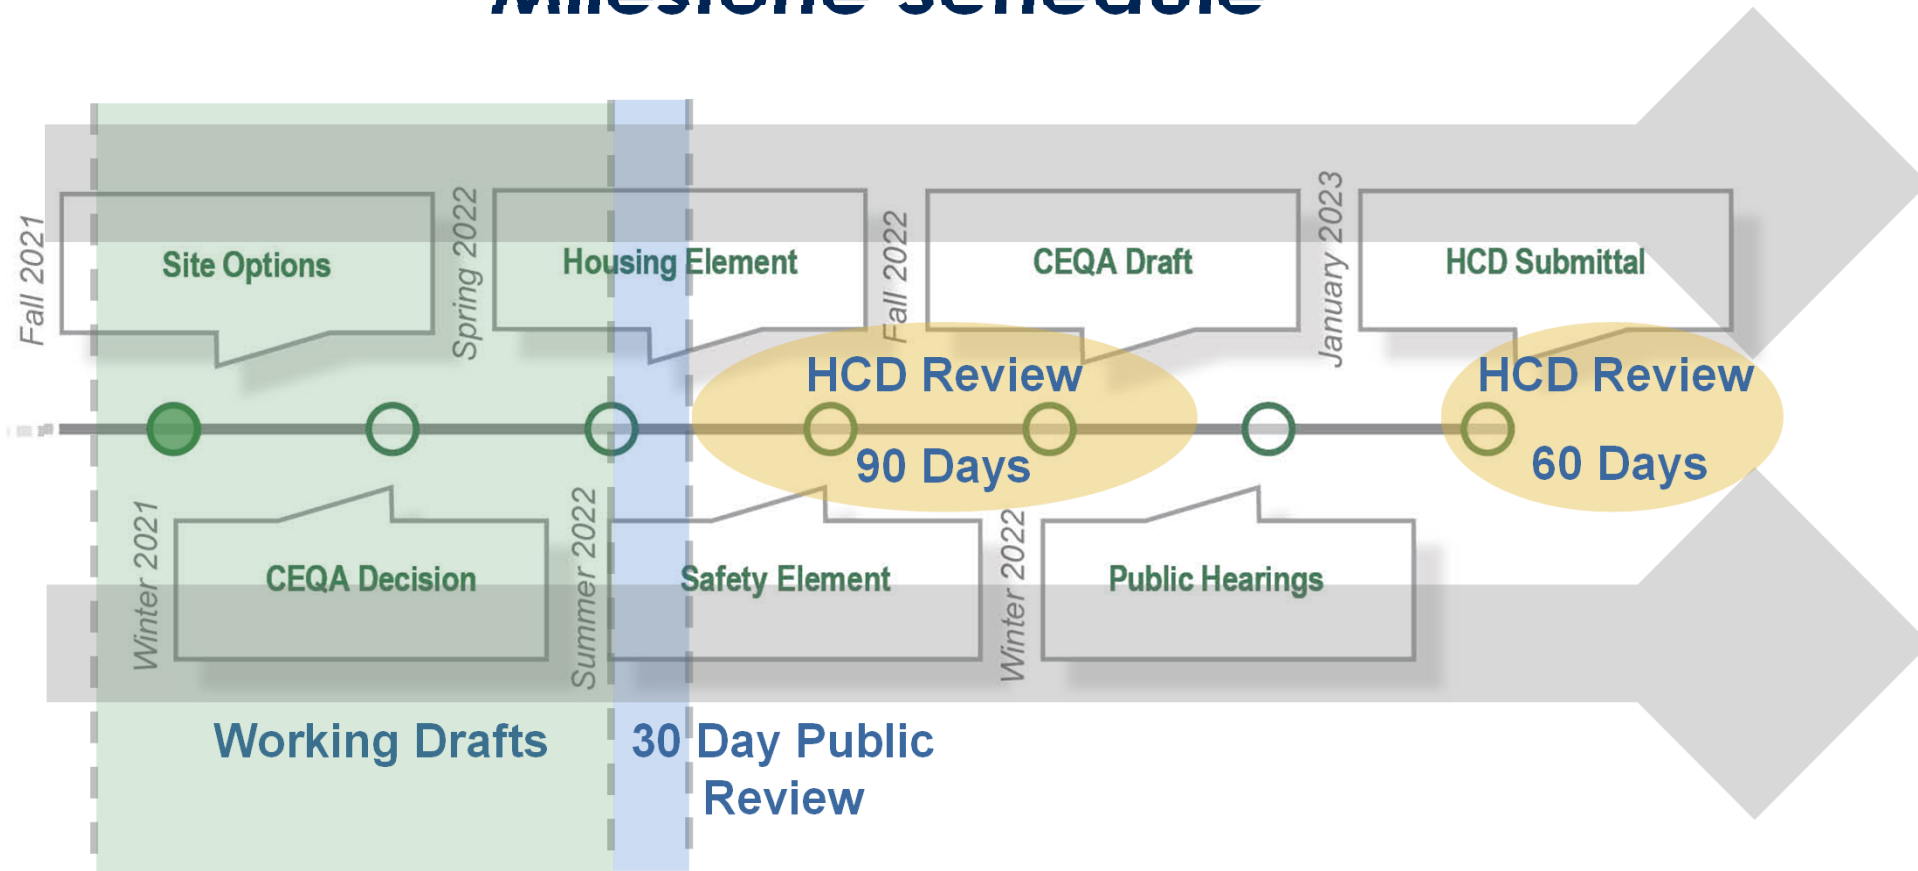 Milestone Schedule
Fall 2021
Site Options
Spring 2022
Housing Element
Fall 2022
CEQA Draft
January 2023
HCD Submittal
HCD Review
90 Days
HCD Review
60 Days
Winter 2021
CEQA Decision
Summer 2022
Safety Element
Winter 2022
Public Hearings
Working Drafts
30 Day Public
Review